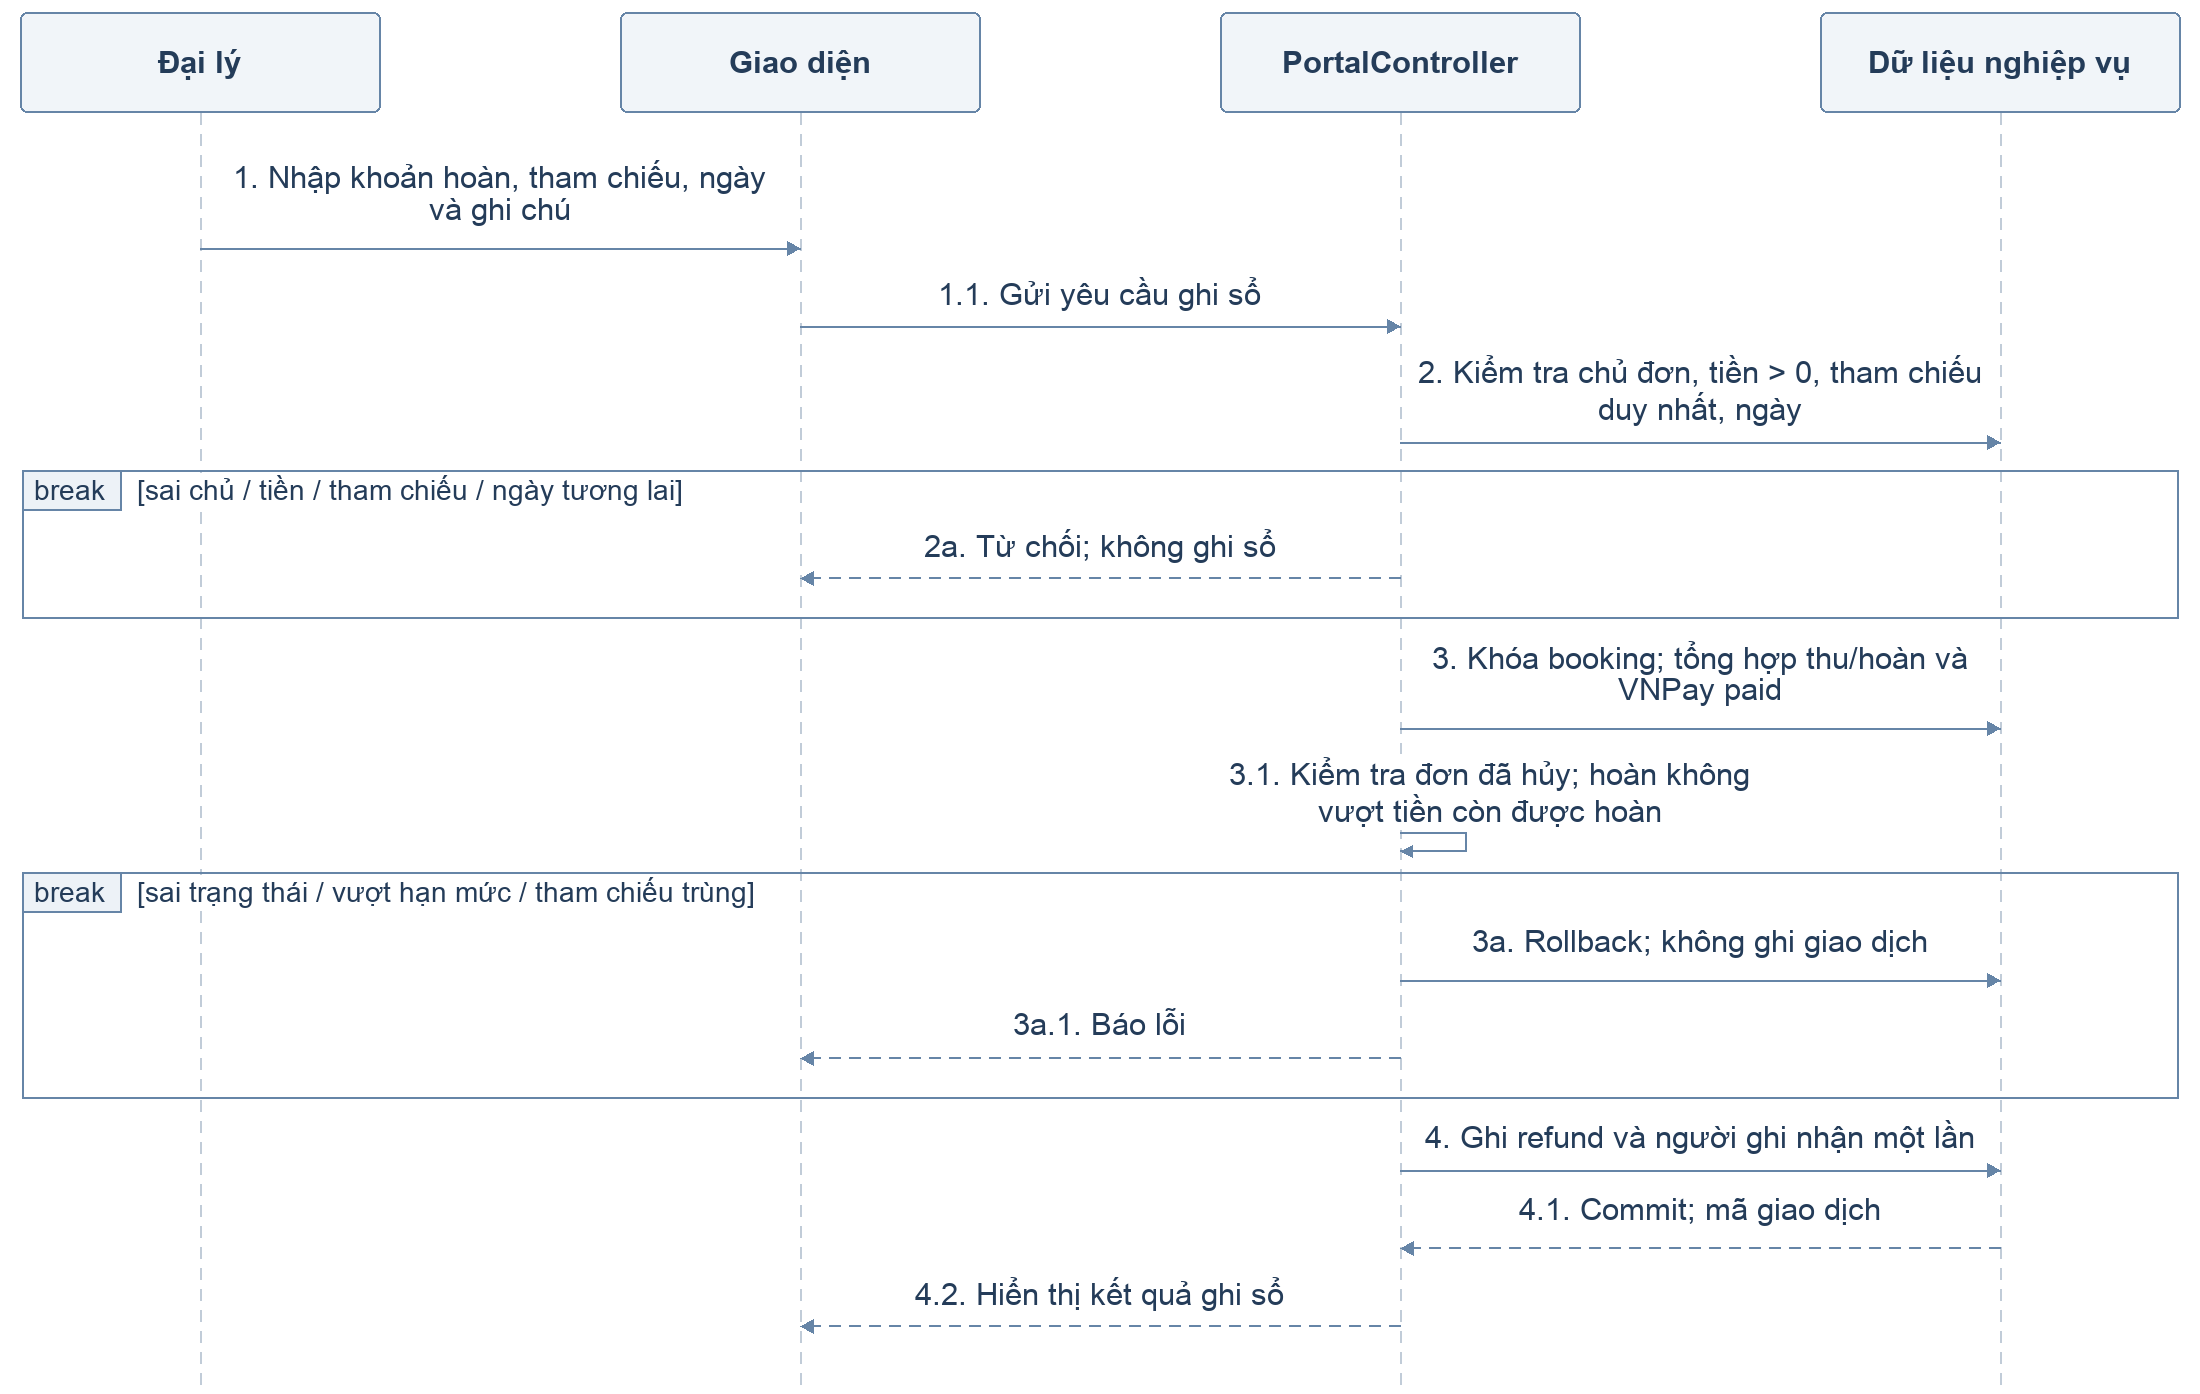 Đại lý
Giao diện
PortalController
Dữ liệu nghiệp vụ
1. Nhập khoản hoàn, tham chiếu, ngày
và ghi chú
1.1. Gửi yêu cầu ghi sổ
2. Kiểm tra chủ đơn, tiền > 0, tham chiếu
duy nhất, ngày
break [sai chủ / tiền / tham chiếu / ngày tương lai]
2a. Từ chối; không ghi sổ
3. Khóa booking; tổng hợp thu/hoàn và
VNPay paid
3.1. Kiểm tra đơn đã hủy; hoàn không
vượt tiền còn được hoàn
break [sai trạng thái / vượt hạn mức / tham chiếu trùng]
3a. Rollback; không ghi giao dịch
3a.1. Báo lỗi
4. Ghi refund và người ghi nhận một lần
4.1. Commit; mã giao dịch
4.2. Hiển thị kết quả ghi sổ